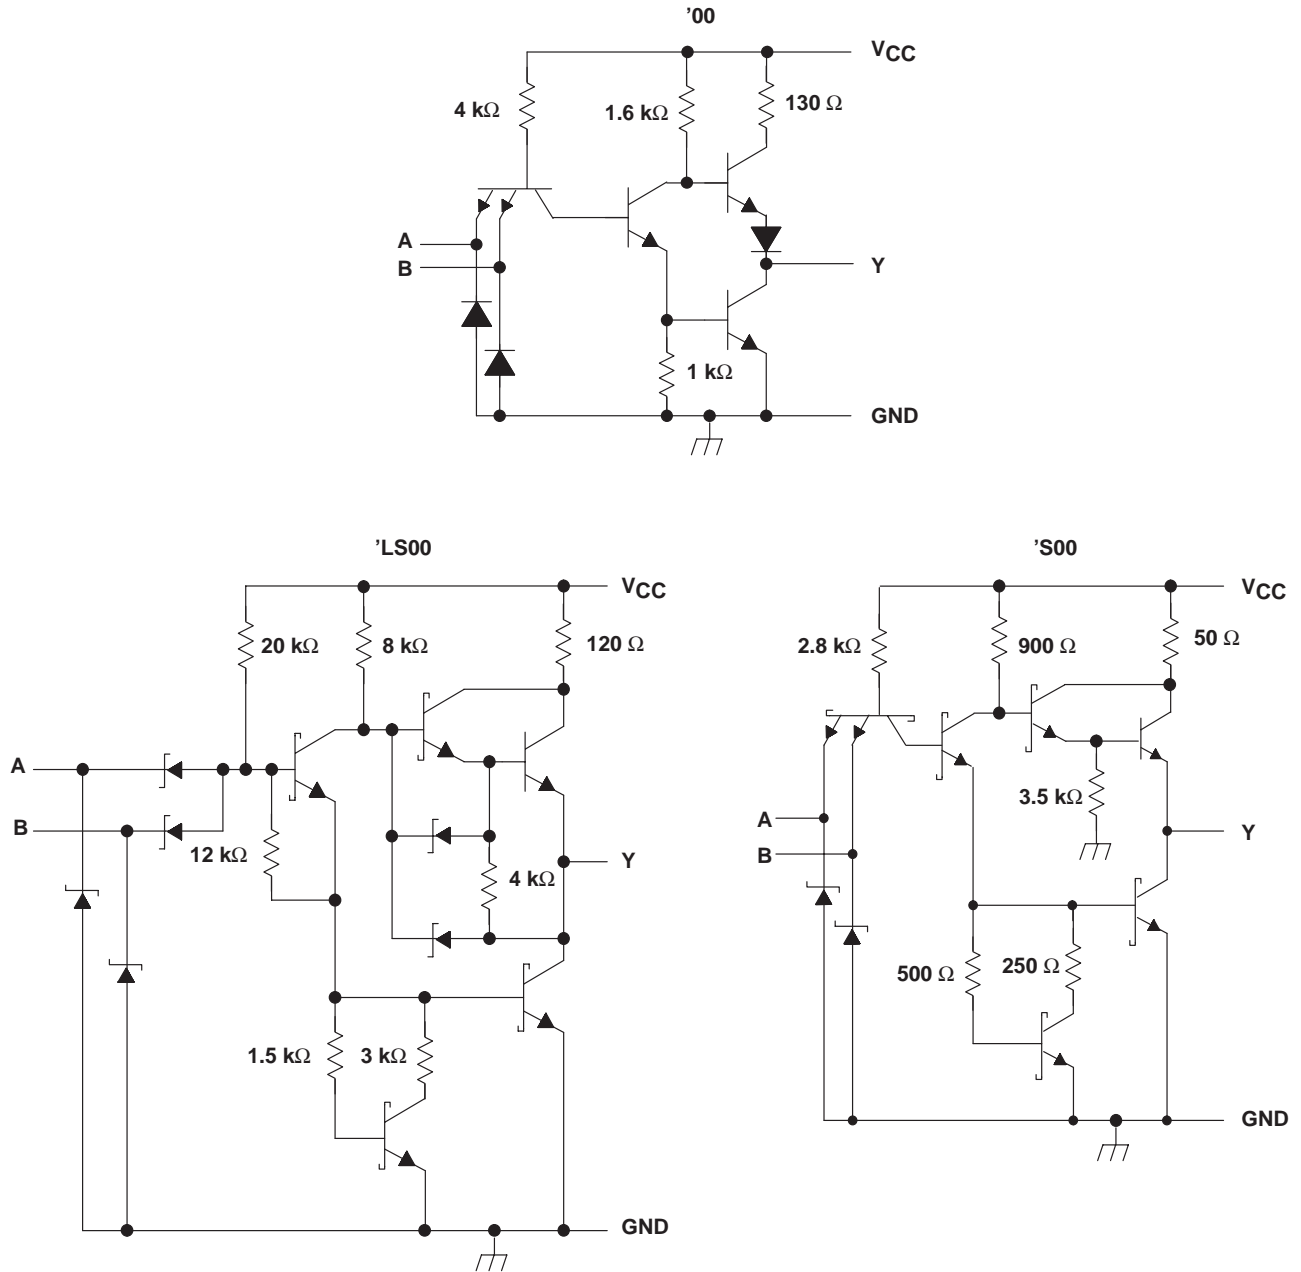 ’00
VCC
4 kΩ
1.6 kΩ
130 Ω
A
B
Y
1 kΩ
GND
’LS00
VCC
20 kΩ
8 kΩ
120 Ω
A
B
12 kΩ
Y
4 kΩ
1.5 kΩ
3 kΩ
GND
’S00
VCC
2.8 kΩ
900 Ω
50 Ω
3.5 kΩ
A
B
Y
500 Ω
250 Ω
GND